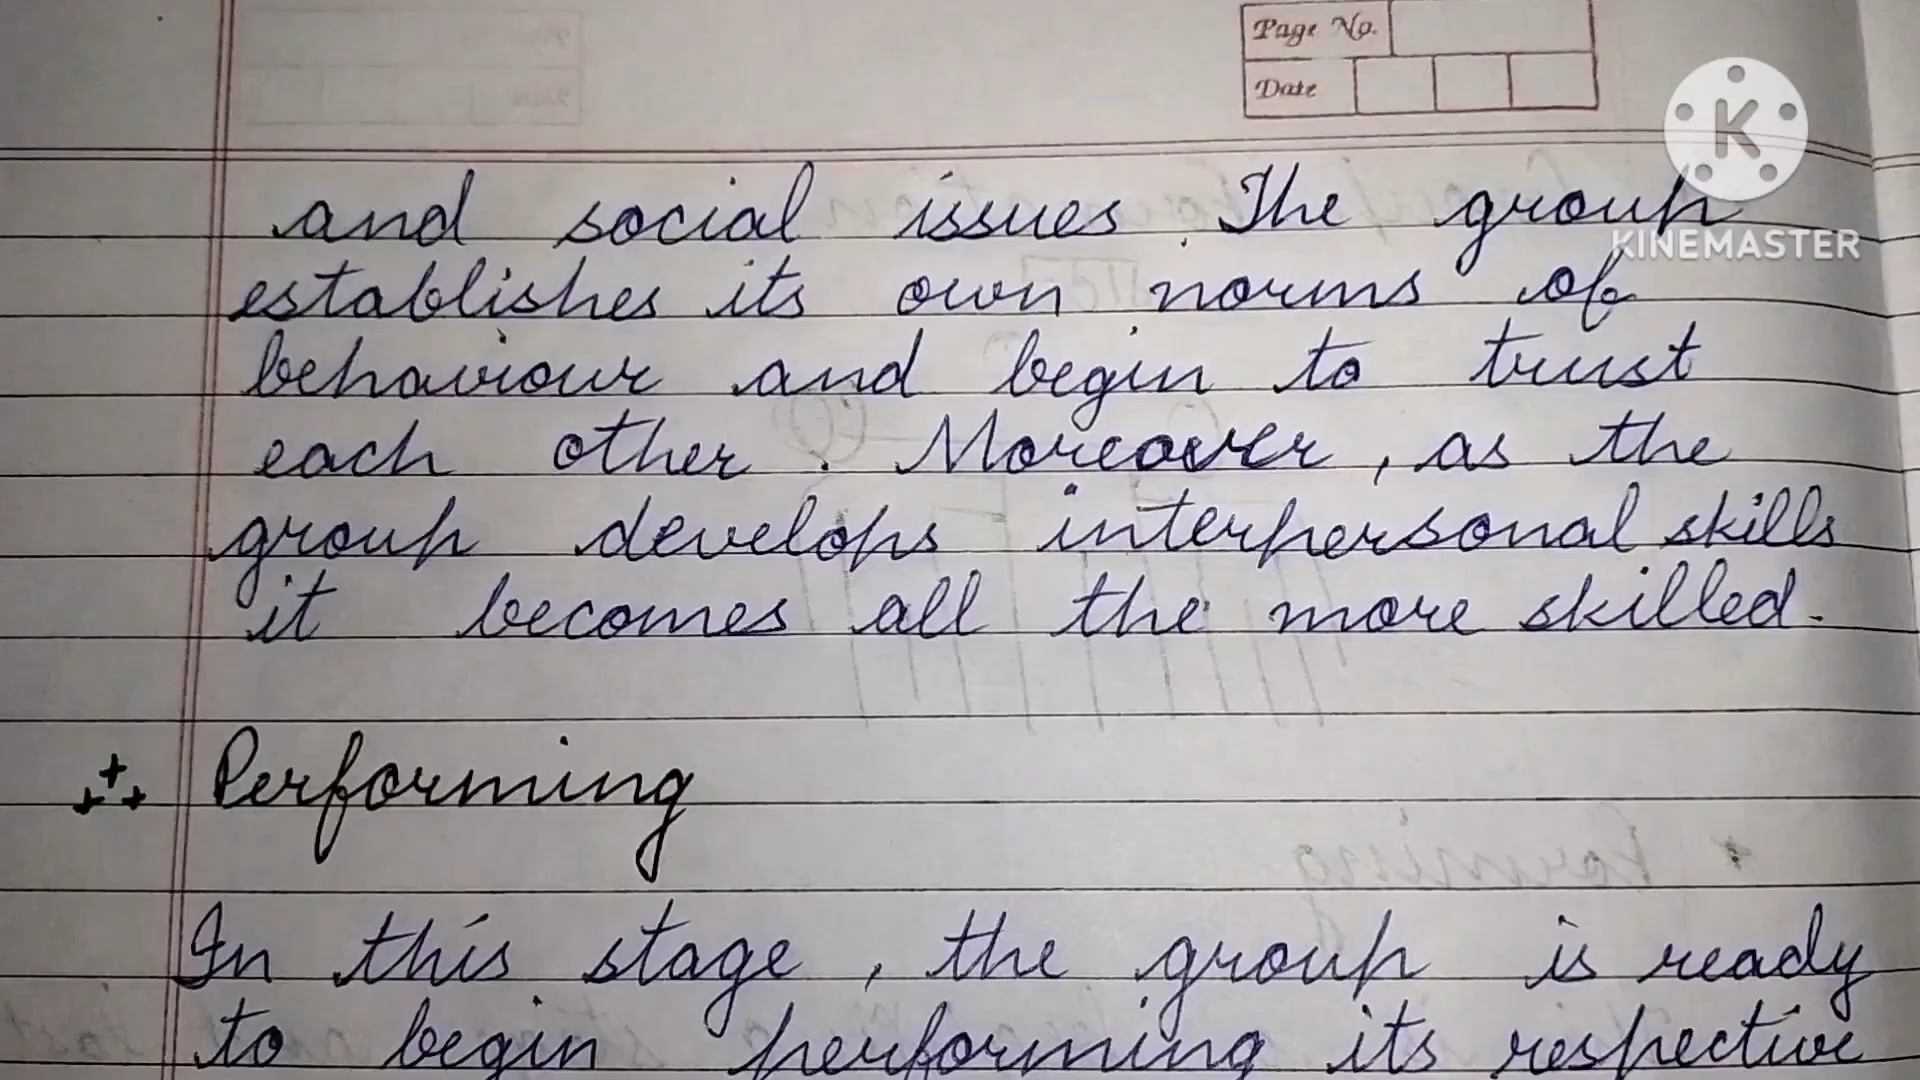 Page No.
Date
K
KINEMASTER
and social issues. The group
establishes its own norms of
behaviour and begin to trust
each other. Moreover, as the
group develops interpersonal skills
it becomes all the more skilled.
Performing
In this stage, the group is ready
to begin performing its respective